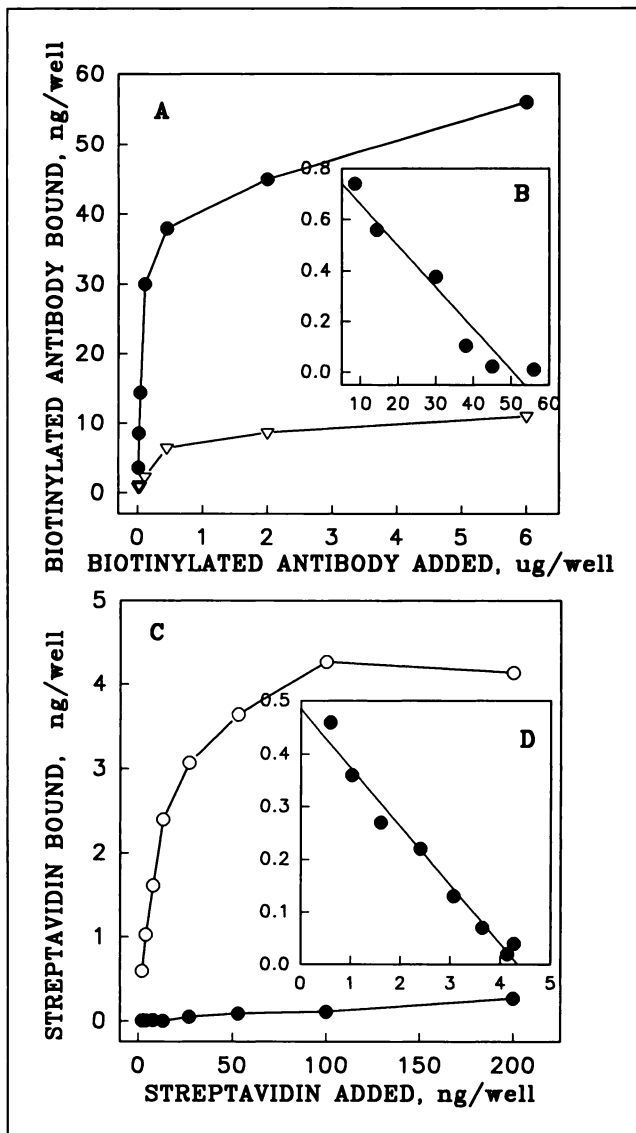 BIOTINYLATED ANTIBODY BOUND, ng/well
60
50
40
30
20
10
0
A
0.8
0.6
0.4
0.2
0.0
B
10 20 30 40 50 60
0 1 2 3 4 5 6
BIOTINYLATED ANTIBODY ADDED, ug/well
STREPTAVIDIN BOUND, ng/well
5
4
3
2
1
0
C
0.5
0.4
0.3
0.2
0.1
0.0
D
0 1 2 3 4 5
0 50 100 150 200
STREPTAVIDIN ADDED, ng/well